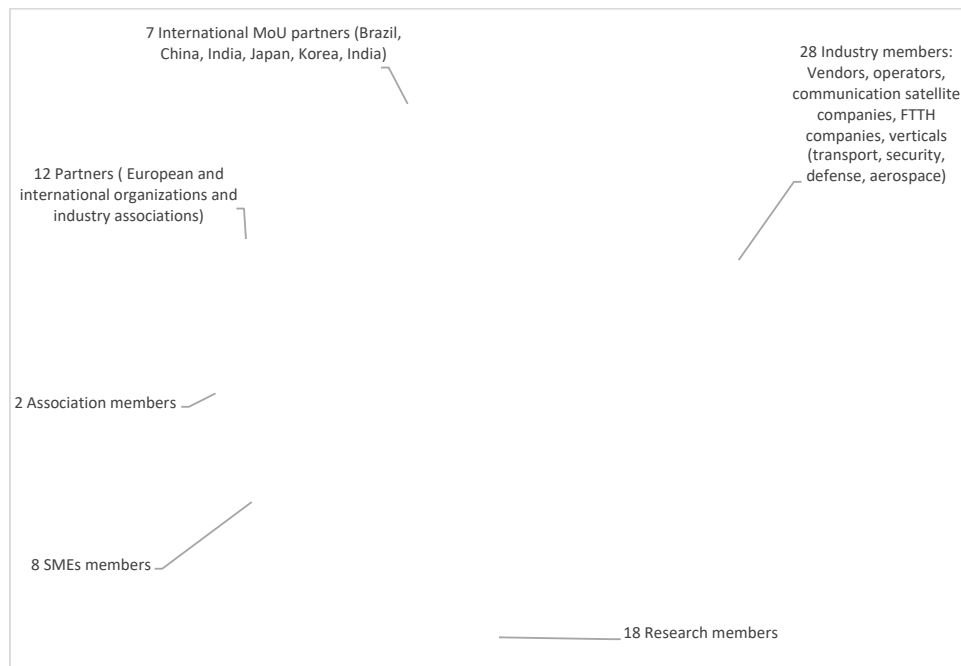 7 International MoU partners (Brazil,
China, India, Japan, Korea, India)
28 Industry members:
Vendors, operators,
communication satellite
companies, FTTH
companies, verticals
(transport, security,
defense, aerospace)
12 Partners ( European and
international organizations and
industry associations)
2 Association members
8 SMEs members
18 Research members